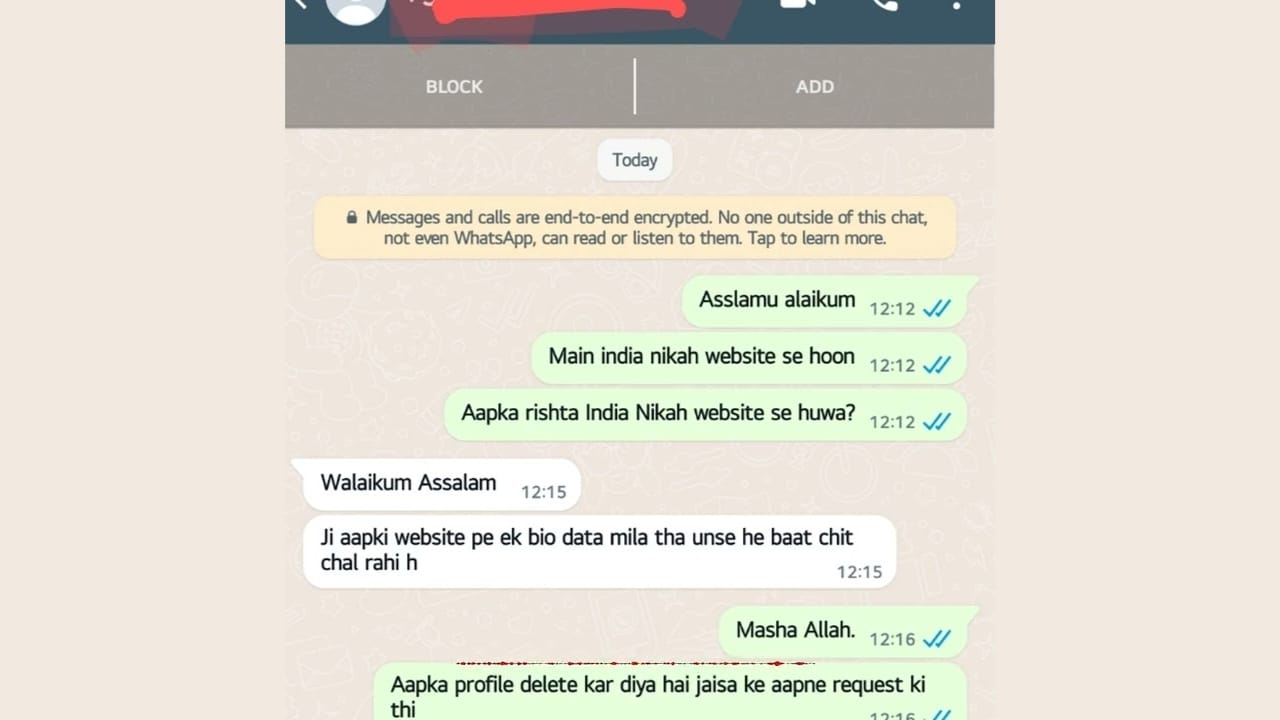 BLOCK
ADD
Today
Messages and calls are end-to-end encrypted. No one outside of this chat,
not even WhatsApp, can read or listen to them. Tap to learn more.
Asslamu alaikum 12:12
Main india nikah website se hoon 12:12
Aapka rishta India Nikah website se huwa? 12:12
Walaikum Assalam 12:15
Ji aapki website pe ek bio data mila tha unse he baat chit
chal rahi h 12:15
Masha Allah. 12:16
Aapka profile delete kar diya hai jaisa ke aapne request ki
thi 12:16